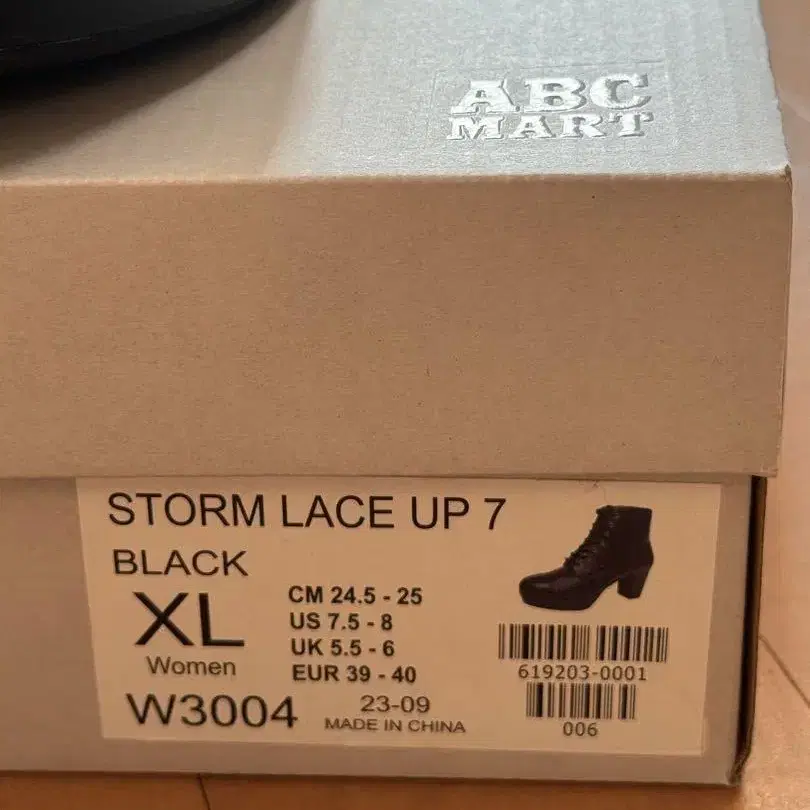 ABC
MART
STORM LACE UP 7
BLACK
XL
Women
W3004
CM 24.5 - 25
US 7.5 - 8
UK 5.5 - 6
EUR 39 - 40
23-09
MADE IN CHINA
619203-0001
006